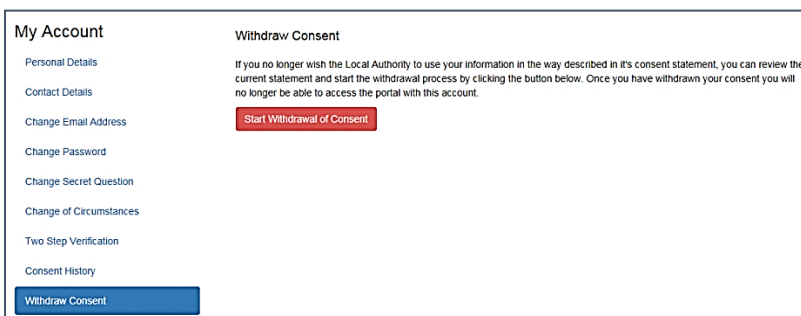 My Account
Personal Details
Contact Details
Change Email Address
Change Password
Change Secret Question
Change of Circumstances
Two Step Verification
Consent History
Withdraw Consent
Withdraw Consent
If you no longer wish the Local Authority to use your information in the way described in it's consent statement, you can review the
current statement and start the withdrawal process by clicking the button below. Once you have withdrawn your consent you will
no longer be able to access the portal with this account.
Start Withdrawal of Consent